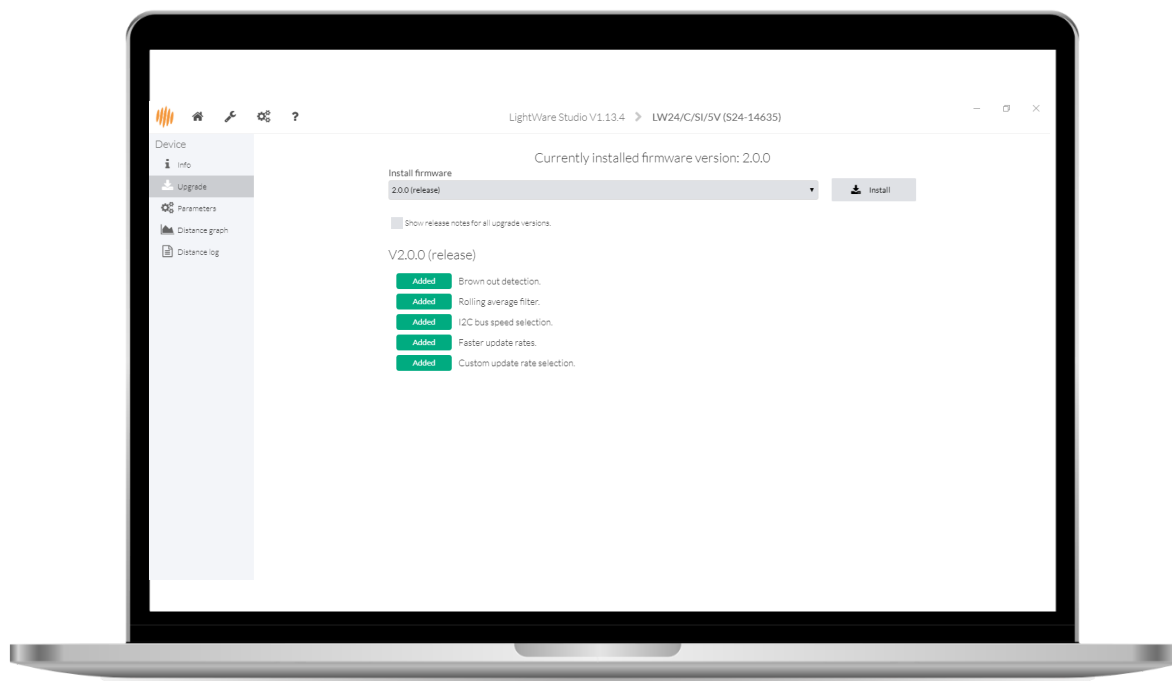 ?
LightWare Studio V1.13.4 LW24/C/SI/5V (S24-14635)
Device
Info
Upgrade
Parameters
Distance graph
Distance log
Currently installed firmware version: 2.0.0
Install firmware
2.0.0 (release)
Install
Show release notes for all upgrade versions.
V2.0.0 (release)
Added Brown out detection.
Added Rolling average filter.
Added I2C bus speed selection.
Added Faster update rates.
Added Custom update rate selection.